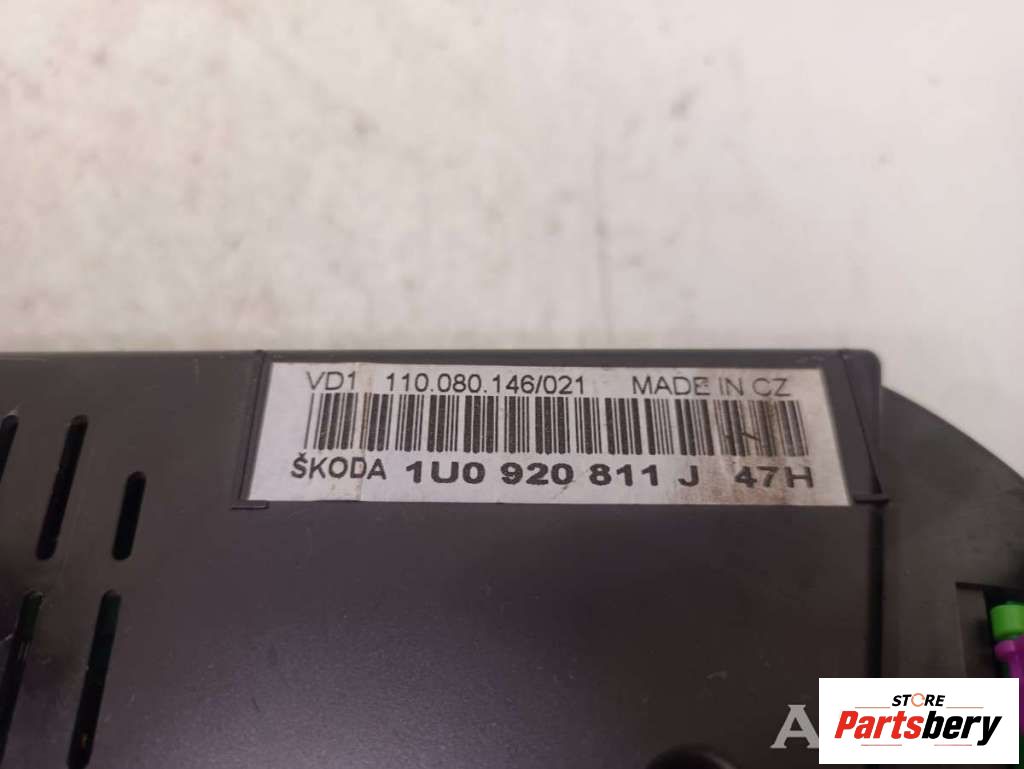 VD1 110.080.146/021 MADE IN CZ
ŠKODA 1U0 920 811 J 47H
A
STORE
Partsbery